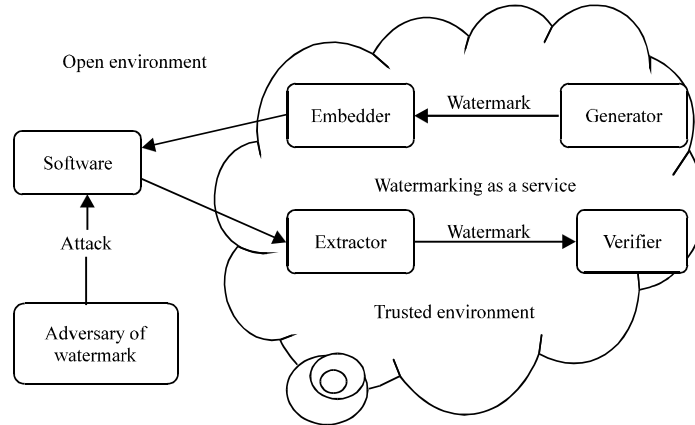 Open environment
Embedder
Watermark
Generator
Software
Watermarking as a service
Attack
Extractor
Watermark
Verifier
Adversary of
watermark
Trusted environment